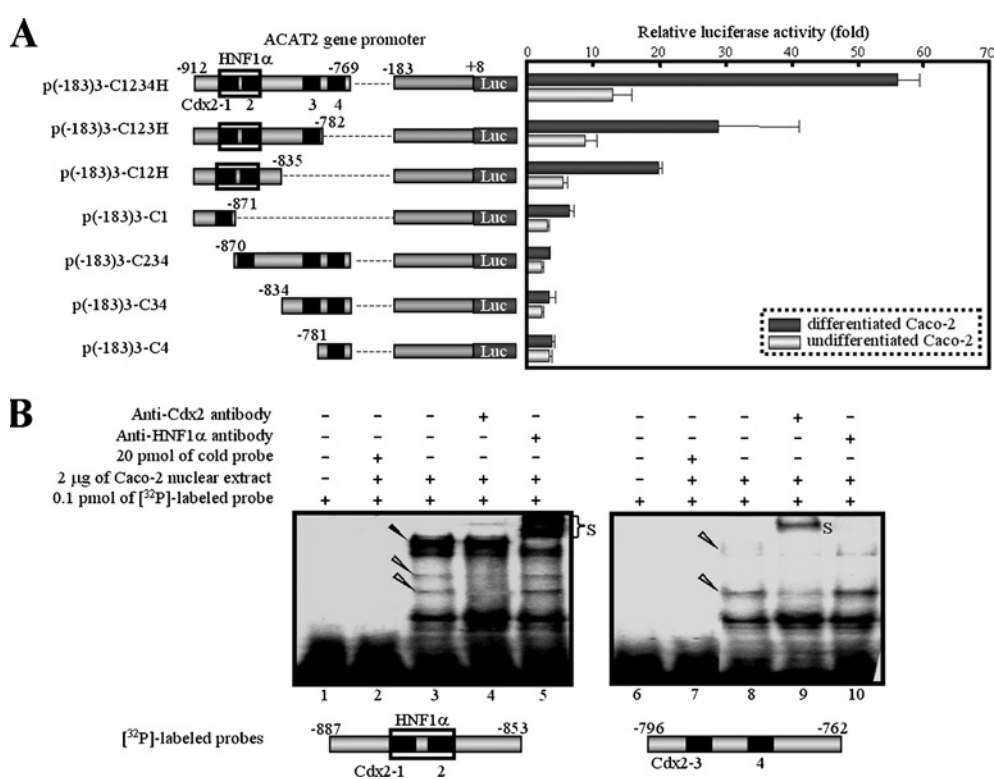 A
ACAT2 gene promoter
Relative luciferase activity (fold)
0 10 20 30 40 50 60 70
-912 HNF1α -769 -183 +8
p(-183)3-C1234H Luc
Cdx2-1 2 3 4
-782
p(-183)3-C123H Luc
-835
p(-183)3-C12H Luc
-871
p(-183)3-C1 Luc
-870
p(-183)3-C234 Luc
-834
p(-183)3-C34 Luc
-781
p(-183)3-C4 Luc
differentiated Caco-2
undifferentiated Caco-2
B
Anti-Cdx2 antibody - - - + - - - - + -
Anti-HNF1α antibody - - - - + - - - - +
20 pmol of cold probe - + - - - - + - - -
2 μg of Caco-2 nuclear extract - + + + + - + + + +
0.1 pmol of [³²P]-labeled probe + + + + + + + + + +
S S
1 2 3 4 5 6 7 8 9 10
-887 HNF1α -853 -796 -762
[³²P]-labeled probes
Cdx2-1 2 Cdx2-3 4